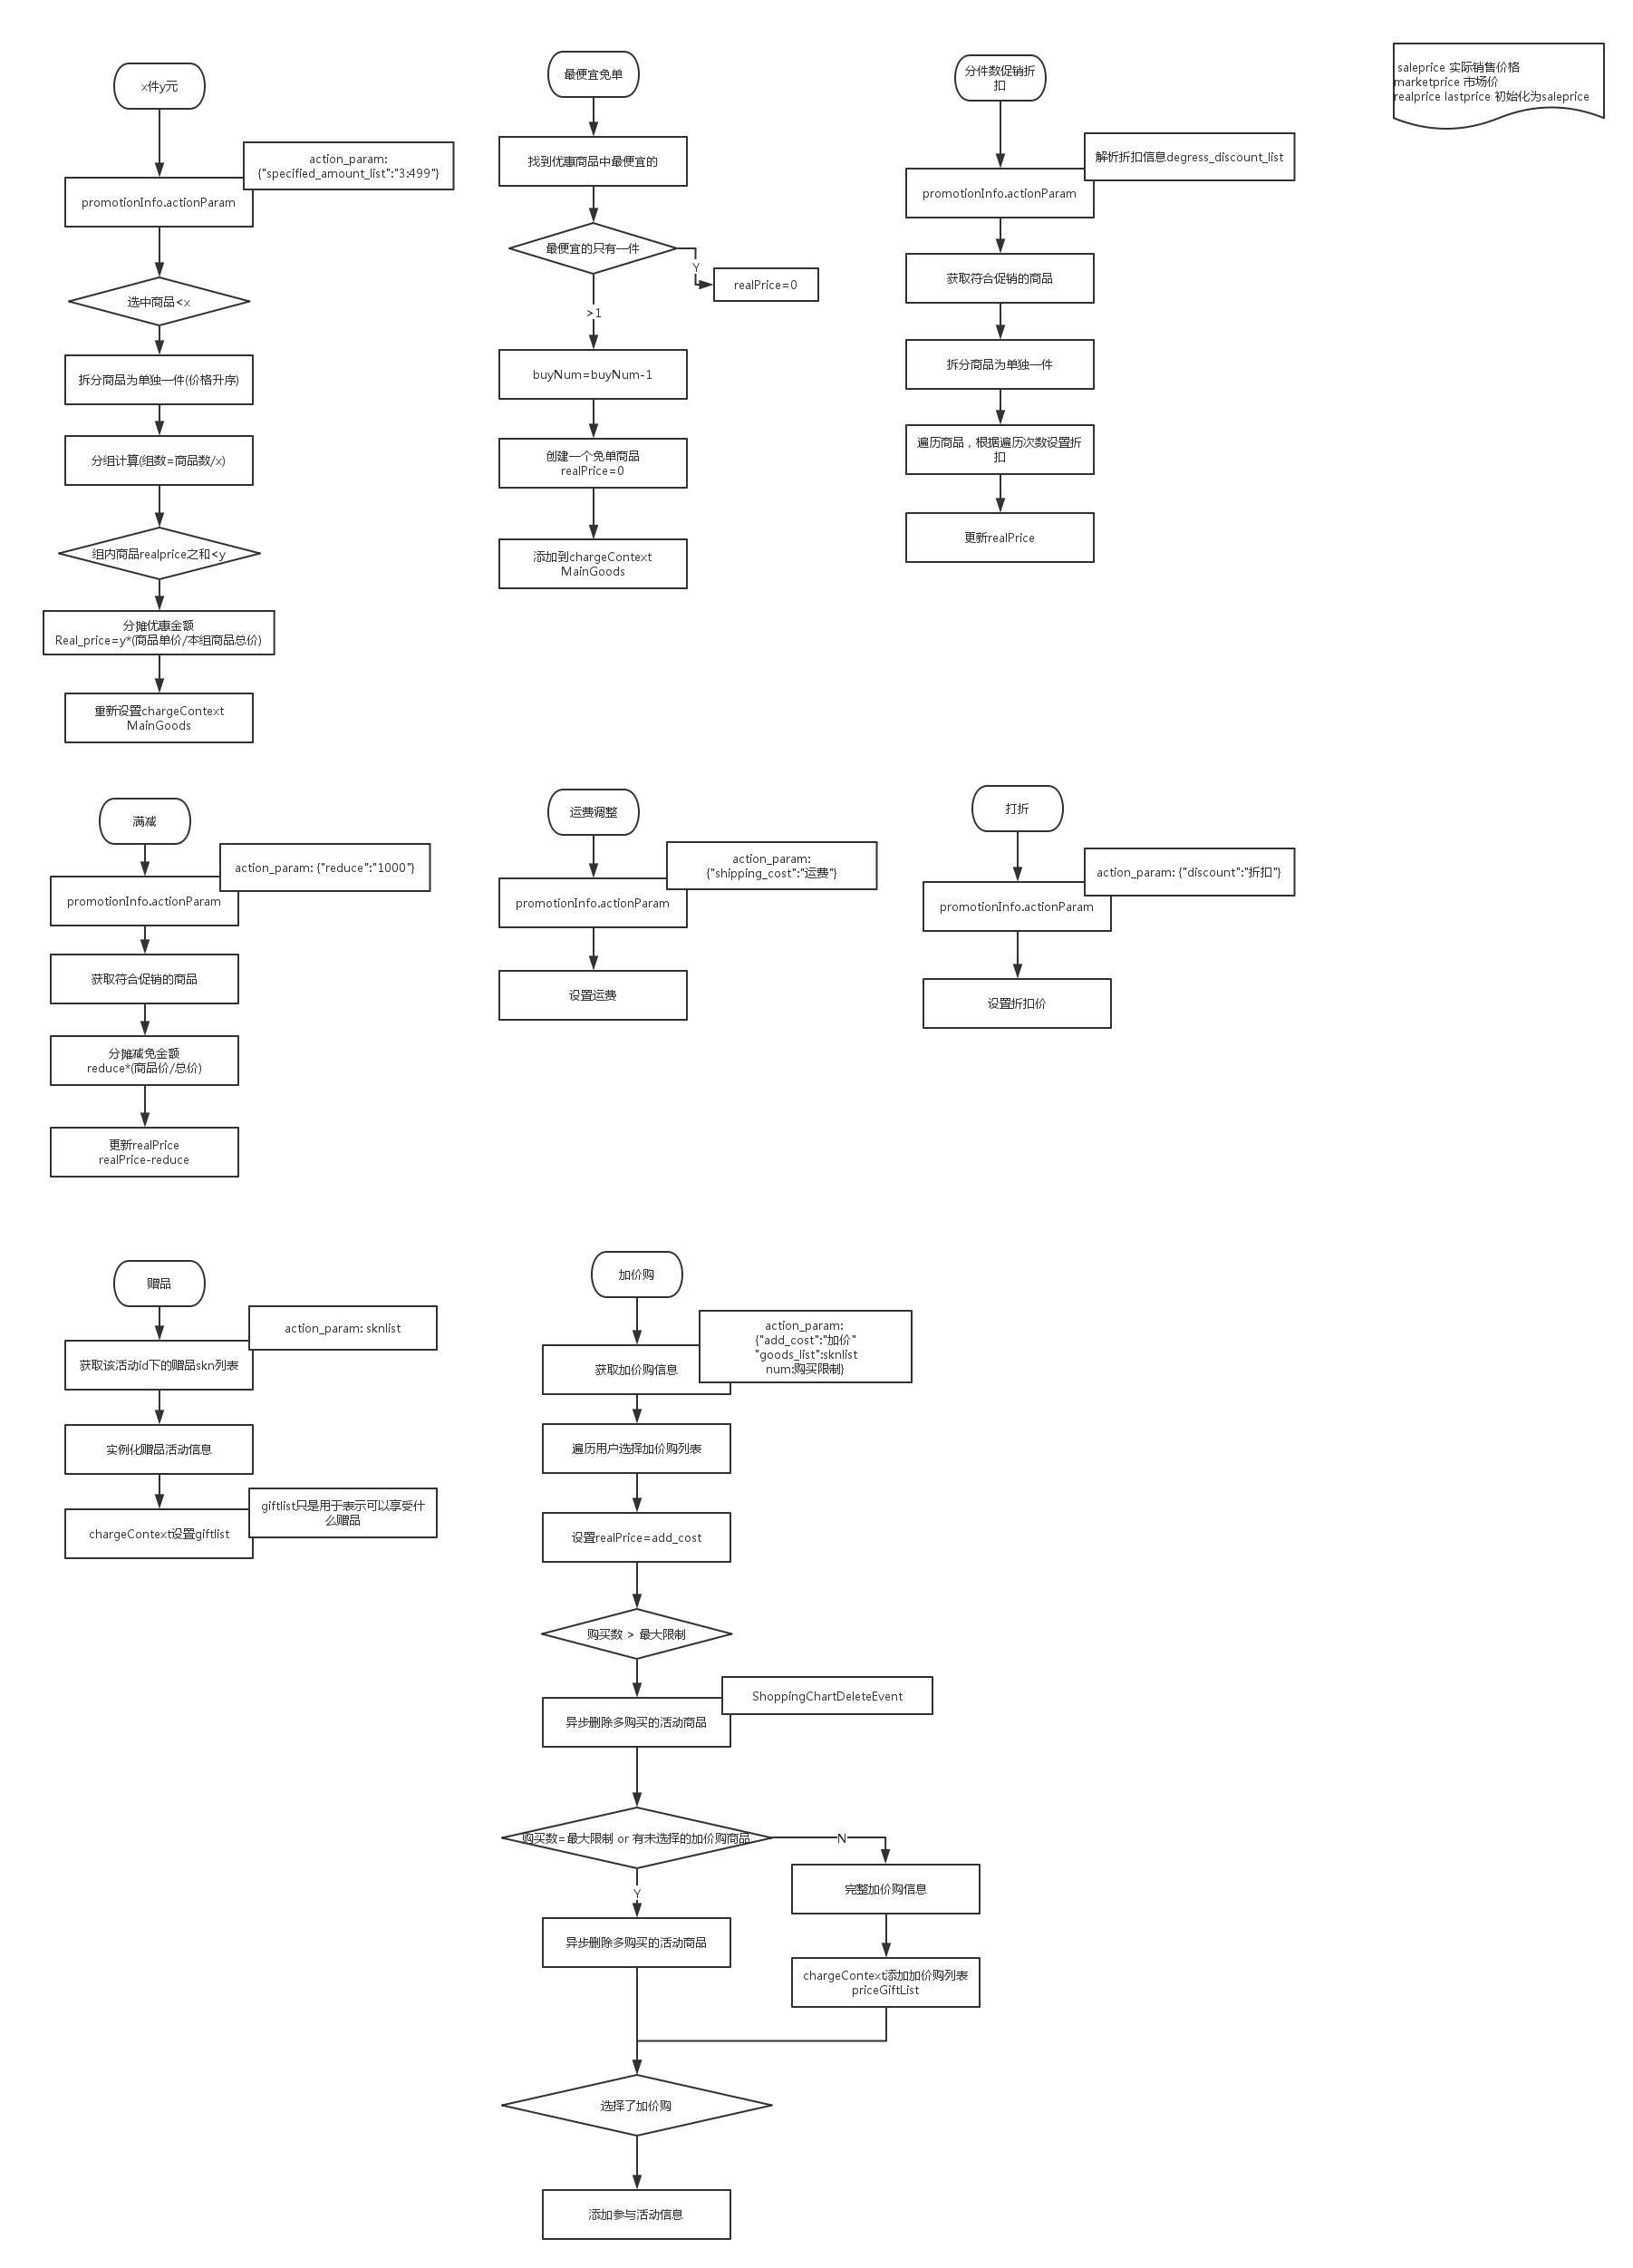 x件y元
action_param:
{"specified_amount_list":"3:499"}
promotionInfo.actionParam
选中商品<x
拆分商品为单独一件(价格升序)
分组计算(组数=商品数/x)
组内商品realprice之和<y
分摊优惠金额
Real_price=y*(商品单价/本组商品总价)
重新设置chargeContext
MainGoods
最便宜免单
找到优惠商品中最便宜的
最便宜的只有一件
Y
realPrice=0
>1
buyNum=buyNum-1
创建一个免单商品
realPrice=0
添加到chargeContext
MainGoods
分件数促销折
扣
解析折扣信息degress_discount_list
promotionInfo.actionParam
获取符合促销的商品
拆分商品为单独一件
遍历商品，根据遍历次数设置折
扣
更新realPrice
saleprice 实际销售价格
marketprice 市场价
realprice lastprice 初始化为saleprice
满减
action_param: {"reduce":"1000"}
promotionInfo.actionParam
获取符合促销的商品
分摊减免金额
reduce*(商品价/总价)
更新realPrice
realPrice-reduce
运费调整
action_param:
{"shipping_cost":"运费"}
promotionInfo.actionParam
设置运费
打折
action_param: {"discount":"折扣"}
promotionInfo.actionParam
设置折扣价
赠品
action_param: sknlist
获取该活动id下的赠品skn列表
实例化赠品活动信息
giftlist只是用于表示可以享受什
么赠品
chargeContext设置giftlist
加价购
action_param:
{"add_cost":"加价"
"goods_list":sknlist
num:购买限制}
获取加价购信息
遍历用户选择加价购列表
设置realPrice=add_cost
购买数 > 最大限制
ShoppingChartDeleteEvent
异步删除多购买的活动商品
购买数=最大限制 or 有未选择的加价购商品
N
完整加价购信息
Y
异步删除多购买的活动商品
chargeContext添加加价购列表
priceGiftList
选择了加价购
添加参与活动信息